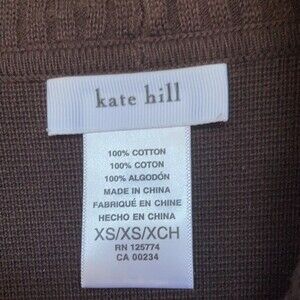 kate hill
100% COTTON
100% COTON
100% ALGODÓN
MADE IN CHINA
FABRIQUÉ EN CHINE
HECHO EN CHINA
XS/XS/XCH
RN 125774
CA 00234